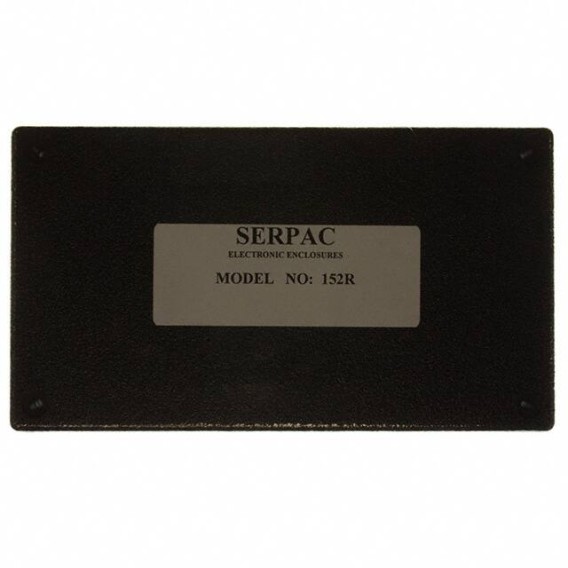 SERPAC
ELECTRONIC ENCLOSURES
MODEL NO: 152R